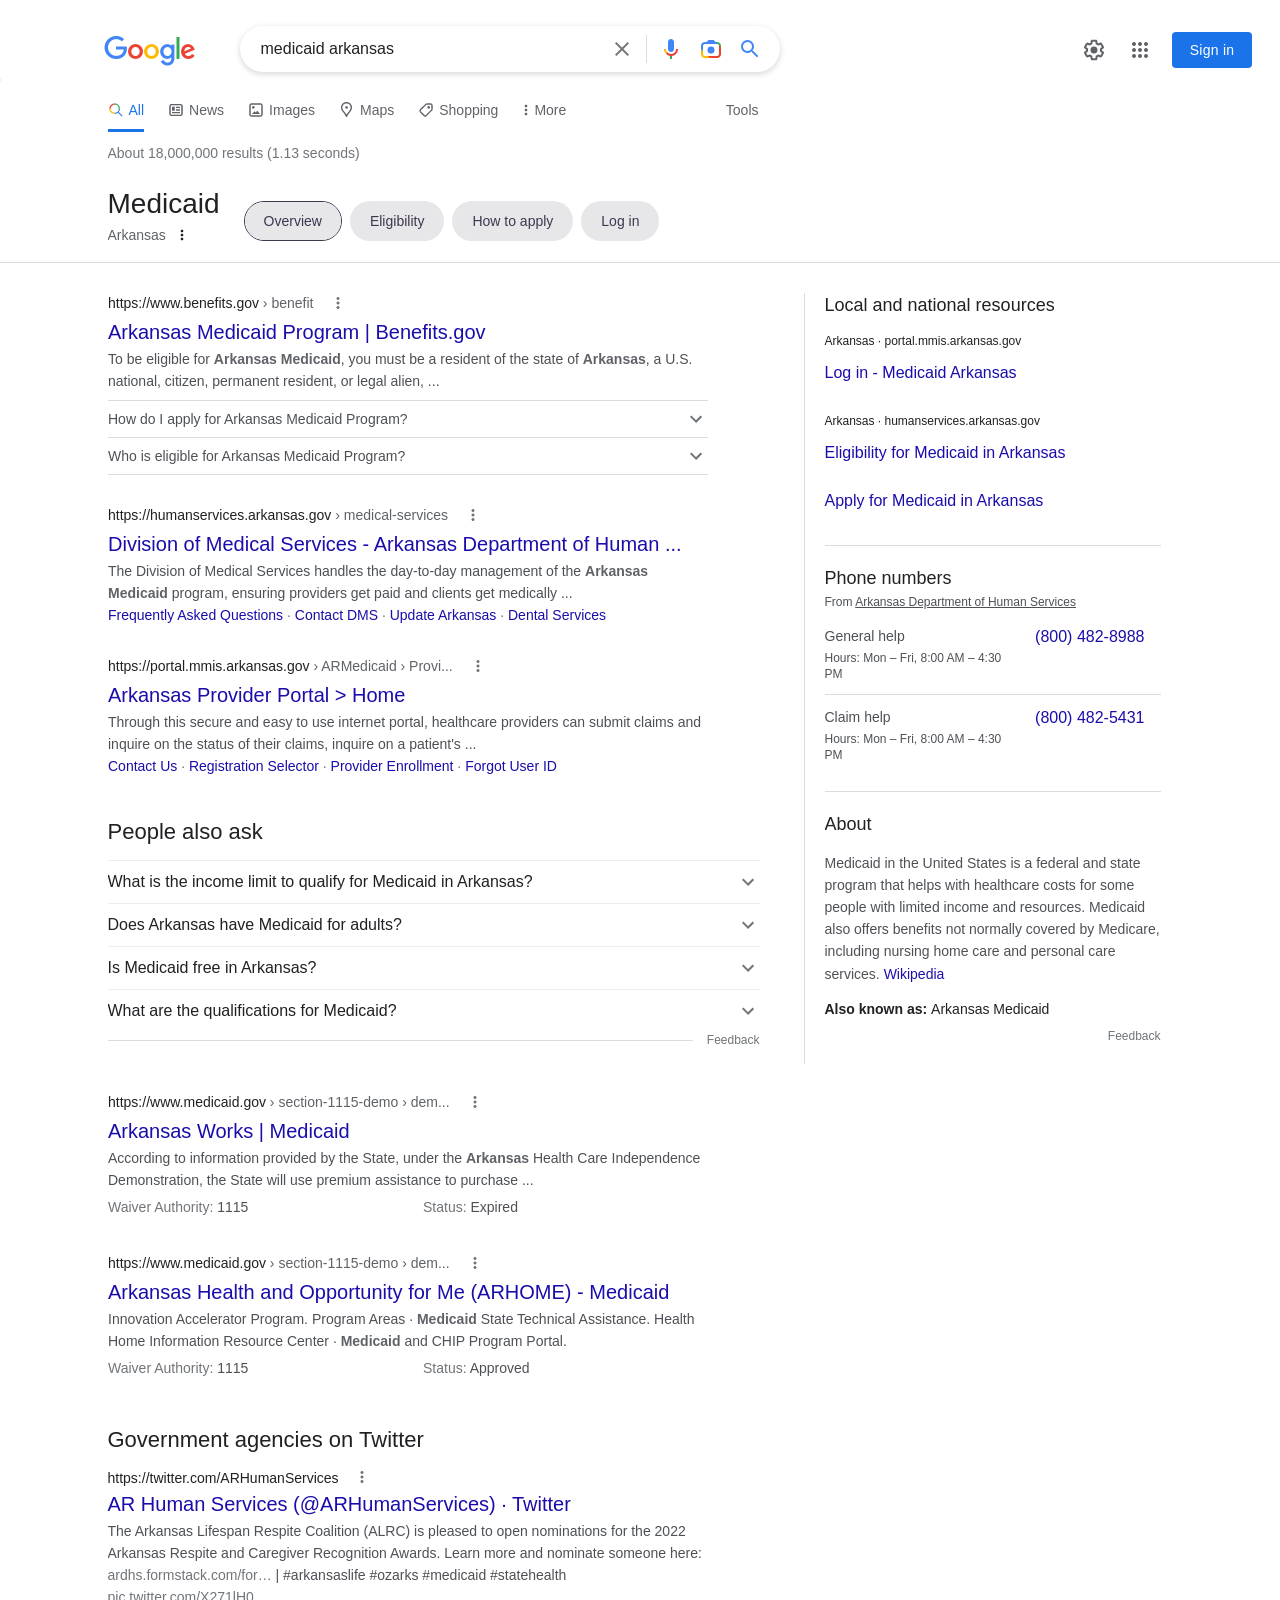 Google
medicaid arkansas
Sign in
All
News
Images
Maps
Shopping
More
Tools
About 18,000,000 results (1.13 seconds)
Medicaid
Arkansas
Overview
Eligibility
How to apply
Log in
https://www.benefits.gov › benefit
Arkansas Medicaid Program | Benefits.gov
To be eligible for Arkansas Medicaid, you must be a resident of the state of Arkansas, a U.S.
national, citizen, permanent resident, or legal alien, ...
How do I apply for Arkansas Medicaid Program?
Who is eligible for Arkansas Medicaid Program?
https://humanservices.arkansas.gov › medical-services
Division of Medical Services - Arkansas Department of Human ...
The Division of Medical Services handles the day-to-day management of the Arkansas
Medicaid program, ensuring providers get paid and clients get medically ...
Frequently Asked Questions · Contact DMS · Update Arkansas · Dental Services
https://portal.mmis.arkansas.gov › ARMedicaid › Provi...
Arkansas Provider Portal > Home
Through this secure and easy to use internet portal, healthcare providers can submit claims and
inquire on the status of their claims, inquire on a patient's ...
Contact Us · Registration Selector · Provider Enrollment · Forgot User ID
People also ask
What is the income limit to qualify for Medicaid in Arkansas?
Does Arkansas have Medicaid for adults?
Is Medicaid free in Arkansas?
What are the qualifications for Medicaid?
Feedback
https://www.medicaid.gov › section-1115-demo › dem...
Arkansas Works | Medicaid
According to information provided by the State, under the Arkansas Health Care Independence
Demonstration, the State will use premium assistance to purchase ...
Waiver Authority: 1115
Status: Expired
https://www.medicaid.gov › section-1115-demo › dem...
Arkansas Health and Opportunity for Me (ARHOME) - Medicaid
Innovation Accelerator Program. Program Areas · Medicaid State Technical Assistance. Health
Home Information Resource Center · Medicaid and CHIP Program Portal.
Waiver Authority: 1115
Status: Approved
Government agencies on Twitter
https://twitter.com/ARHumanServices
AR Human Services (@ARHumanServices) · Twitter
The Arkansas Lifespan Respite Coalition (ALRC) is pleased to open nominations for the 2022
Arkansas Respite and Caregiver Recognition Awards. Learn more and nominate someone here:
ardhs.formstack.com/for… | #arkansaslife #ozarks #medicaid #statehealth
pic.twitter.com/X271lH0
Local and national resources
Arkansas · portal.mmis.arkansas.gov
Log in - Medicaid Arkansas
Arkansas · humanservices.arkansas.gov
Eligibility for Medicaid in Arkansas
Apply for Medicaid in Arkansas
Phone numbers
From Arkansas Department of Human Services
General help
(800) 482-8988
Hours: Mon – Fri, 8:00 AM – 4:30
PM
Claim help
(800) 482-5431
Hours: Mon – Fri, 8:00 AM – 4:30
PM
About
Medicaid in the United States is a federal and state
program that helps with healthcare costs for some
people with limited income and resources. Medicaid
also offers benefits not normally covered by Medicare,
including nursing home care and personal care
services. Wikipedia
Also known as: Arkansas Medicaid
Feedback